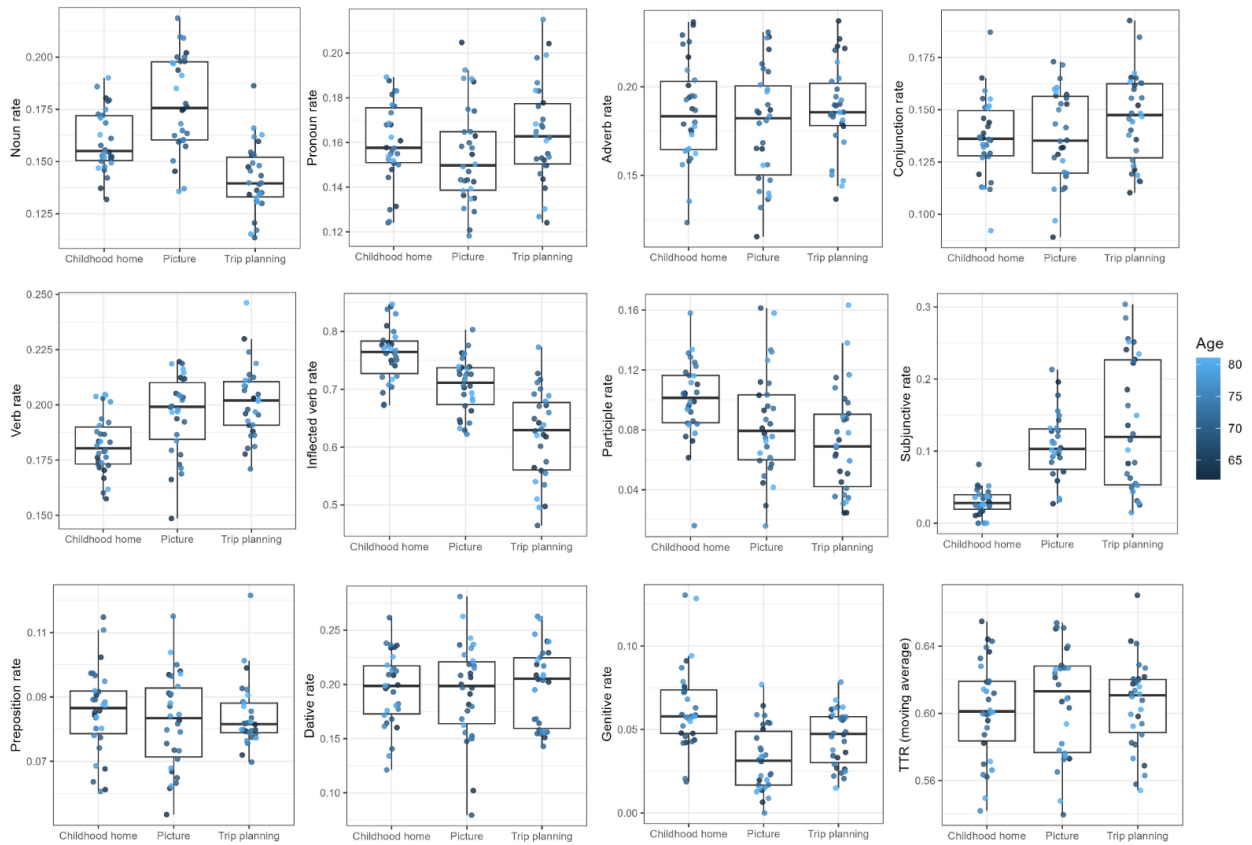 Noun rate
0.200
0.175
0.150
0.125
Childhood home
Picture
Trip planning
Pronoun rate
0.20
0.18
0.16
0.14
0.12
Childhood home
Picture
Trip planning
Adverb rate
0.20
0.15
Childhood home
Picture
Trip planning
Conjunction rate
0.175
0.150
0.125
0.100
Childhood home
Picture
Trip planning
Verb rate
0.250
0.225
0.200
0.175
0.150
Childhood home
Picture
Trip planning
Inflected verb rate
0.8
0.7
0.6
0.5
Childhood home
Picture
Trip planning
Participle rate
0.16
0.12
0.08
0.04
Childhood home
Picture
Trip planning
Subjunctive rate
0.3
0.2
0.1
0.0
Childhood home
Picture
Trip planning
Age
80
75
70
65
Preposition rate
0.11
0.09
0.07
Childhood home
Picture
Trip planning
Dative rate
0.25
0.20
0.15
0.10
Childhood home
Picture
Trip planning
Genitive rate
0.10
0.05
0.00
Childhood home
Picture
Trip planning
TTR (moving average)
0.64
0.60
0.56
Childhood home
Picture
Trip planning